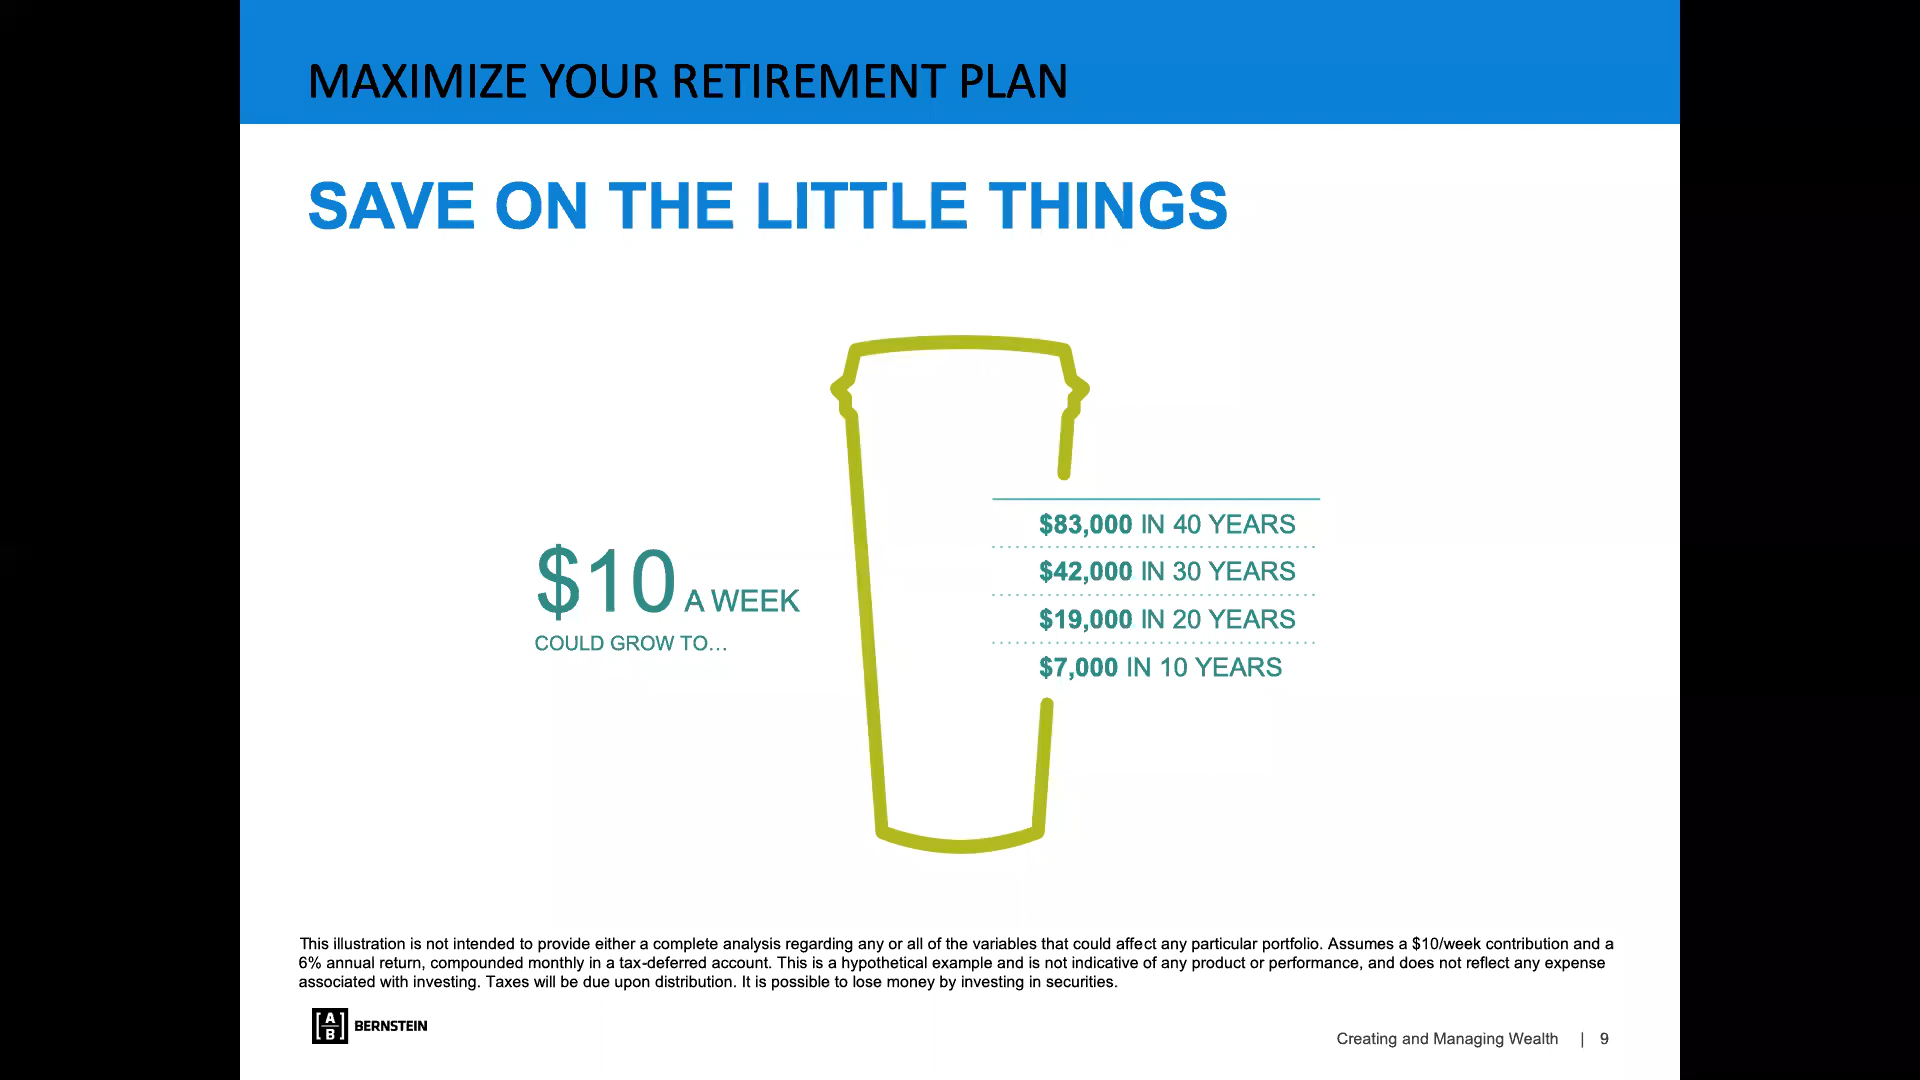 MAXIMIZE YOUR RETIREMENT PLAN
SAVE ON THE LITTLE THINGS
$10 A WEEK
COULD GROW TO…
$83,000 IN 40 YEARS
$42,000 IN 30 YEARS
$19,000 IN 20 YEARS
$7,000 IN 10 YEARS
This illustration is not intended to provide either a complete analysis regarding any or all of the variables that could affect any particular portfolio. Assumes a $10/week contribution and a
6% annual return, compounded monthly in a tax-deferred account. This is a hypothetical example and is not indicative of any product or performance, and does not reflect any expense
associated with investing. Taxes will be due upon distribution. It is possible to lose money by investing in securities.
[A/B] BERNSTEIN
Creating and Managing Wealth | 9